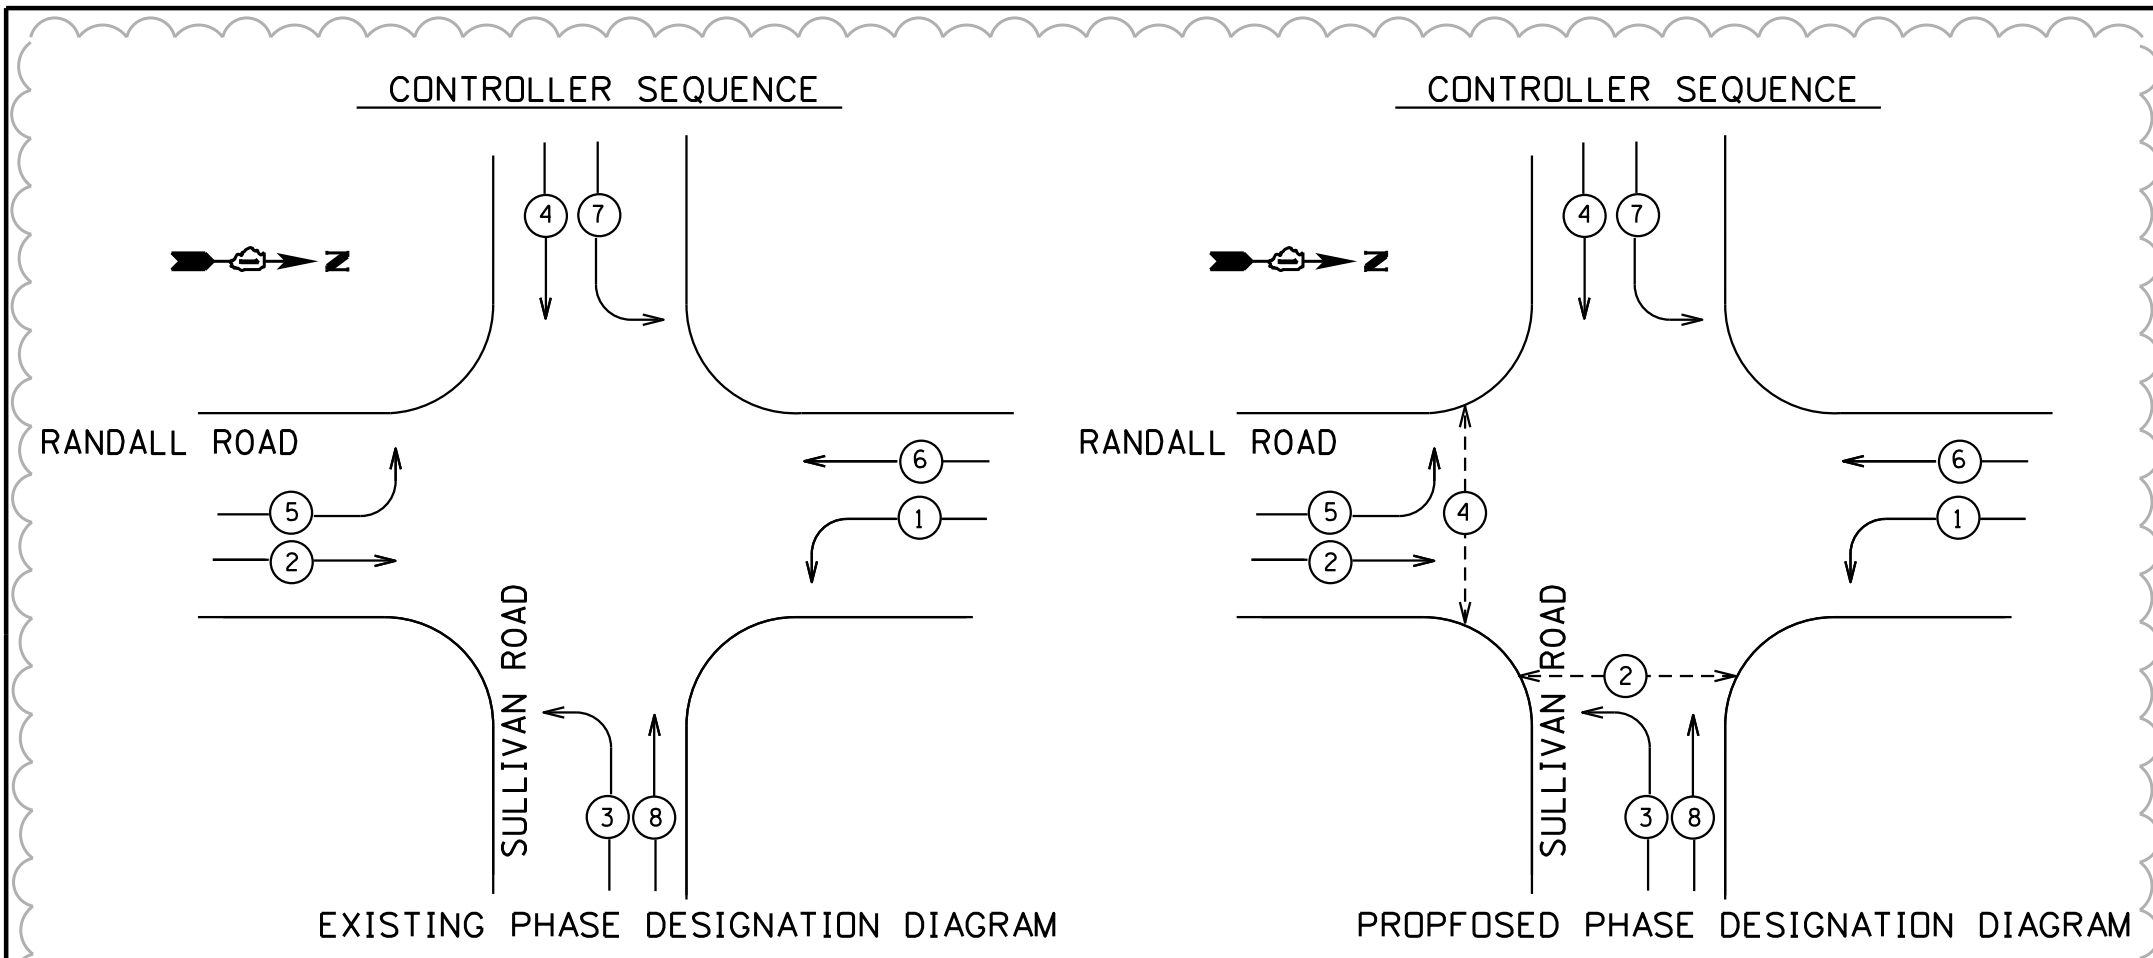 CONTROLLER SEQUENCE
4 7
N
RANDALL ROAD
6
5
1
2
SULLIVAN ROAD
3 8
EXISTING PHASE DESIGNATION DIAGRAM
CONTROLLER SEQUENCE
4 7
N
RANDALL ROAD
6
5
4
1
2
SULLIVAN ROAD
2
3 8
PROPFOSED PHASE DESIGNATION DIAGRAM